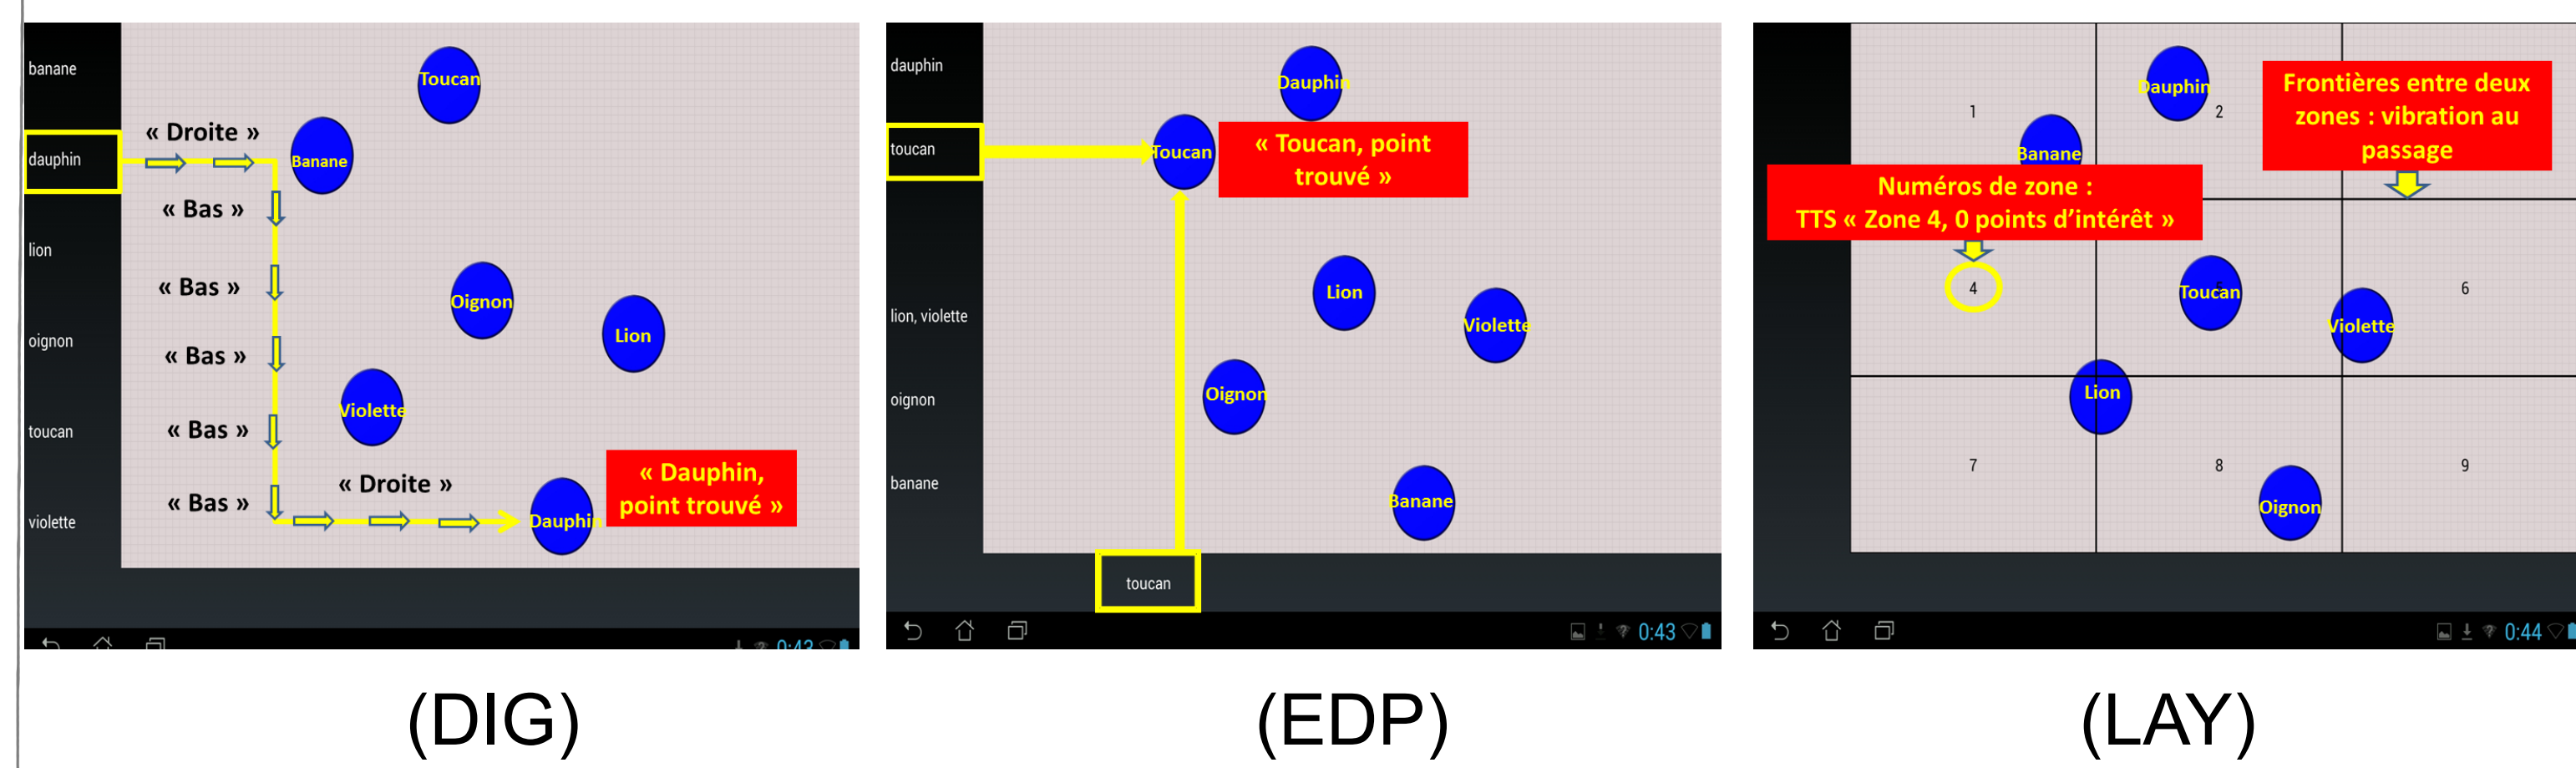 banane
dauphin
lion
oignon
toucan
violette
« Droite »
« Bas »
« Bas »
« Bas »
« Bas »
« Bas »
« Droite »
Toucan
Banane
Oignon
Lion
Violette
Dauphin
« Dauphin,
point trouvé »
0:43
(DIG)
dauphin
toucan
lion, violette
oignon
banane
Dauphin
Toucan
« Toucan, point
trouvé »
Lion
Violette
Oignon
Banane
toucan
0:43
(EDP)
1
Dauphin
2
Frontières entre deux
zones : vibration au
passage
Banane
Numéros de zone :
TTS « Zone 4, 0 points d’intérêt »
4
Toucan
Violette
6
Lion
7
8
9
Oignon
0:44
(LAY)